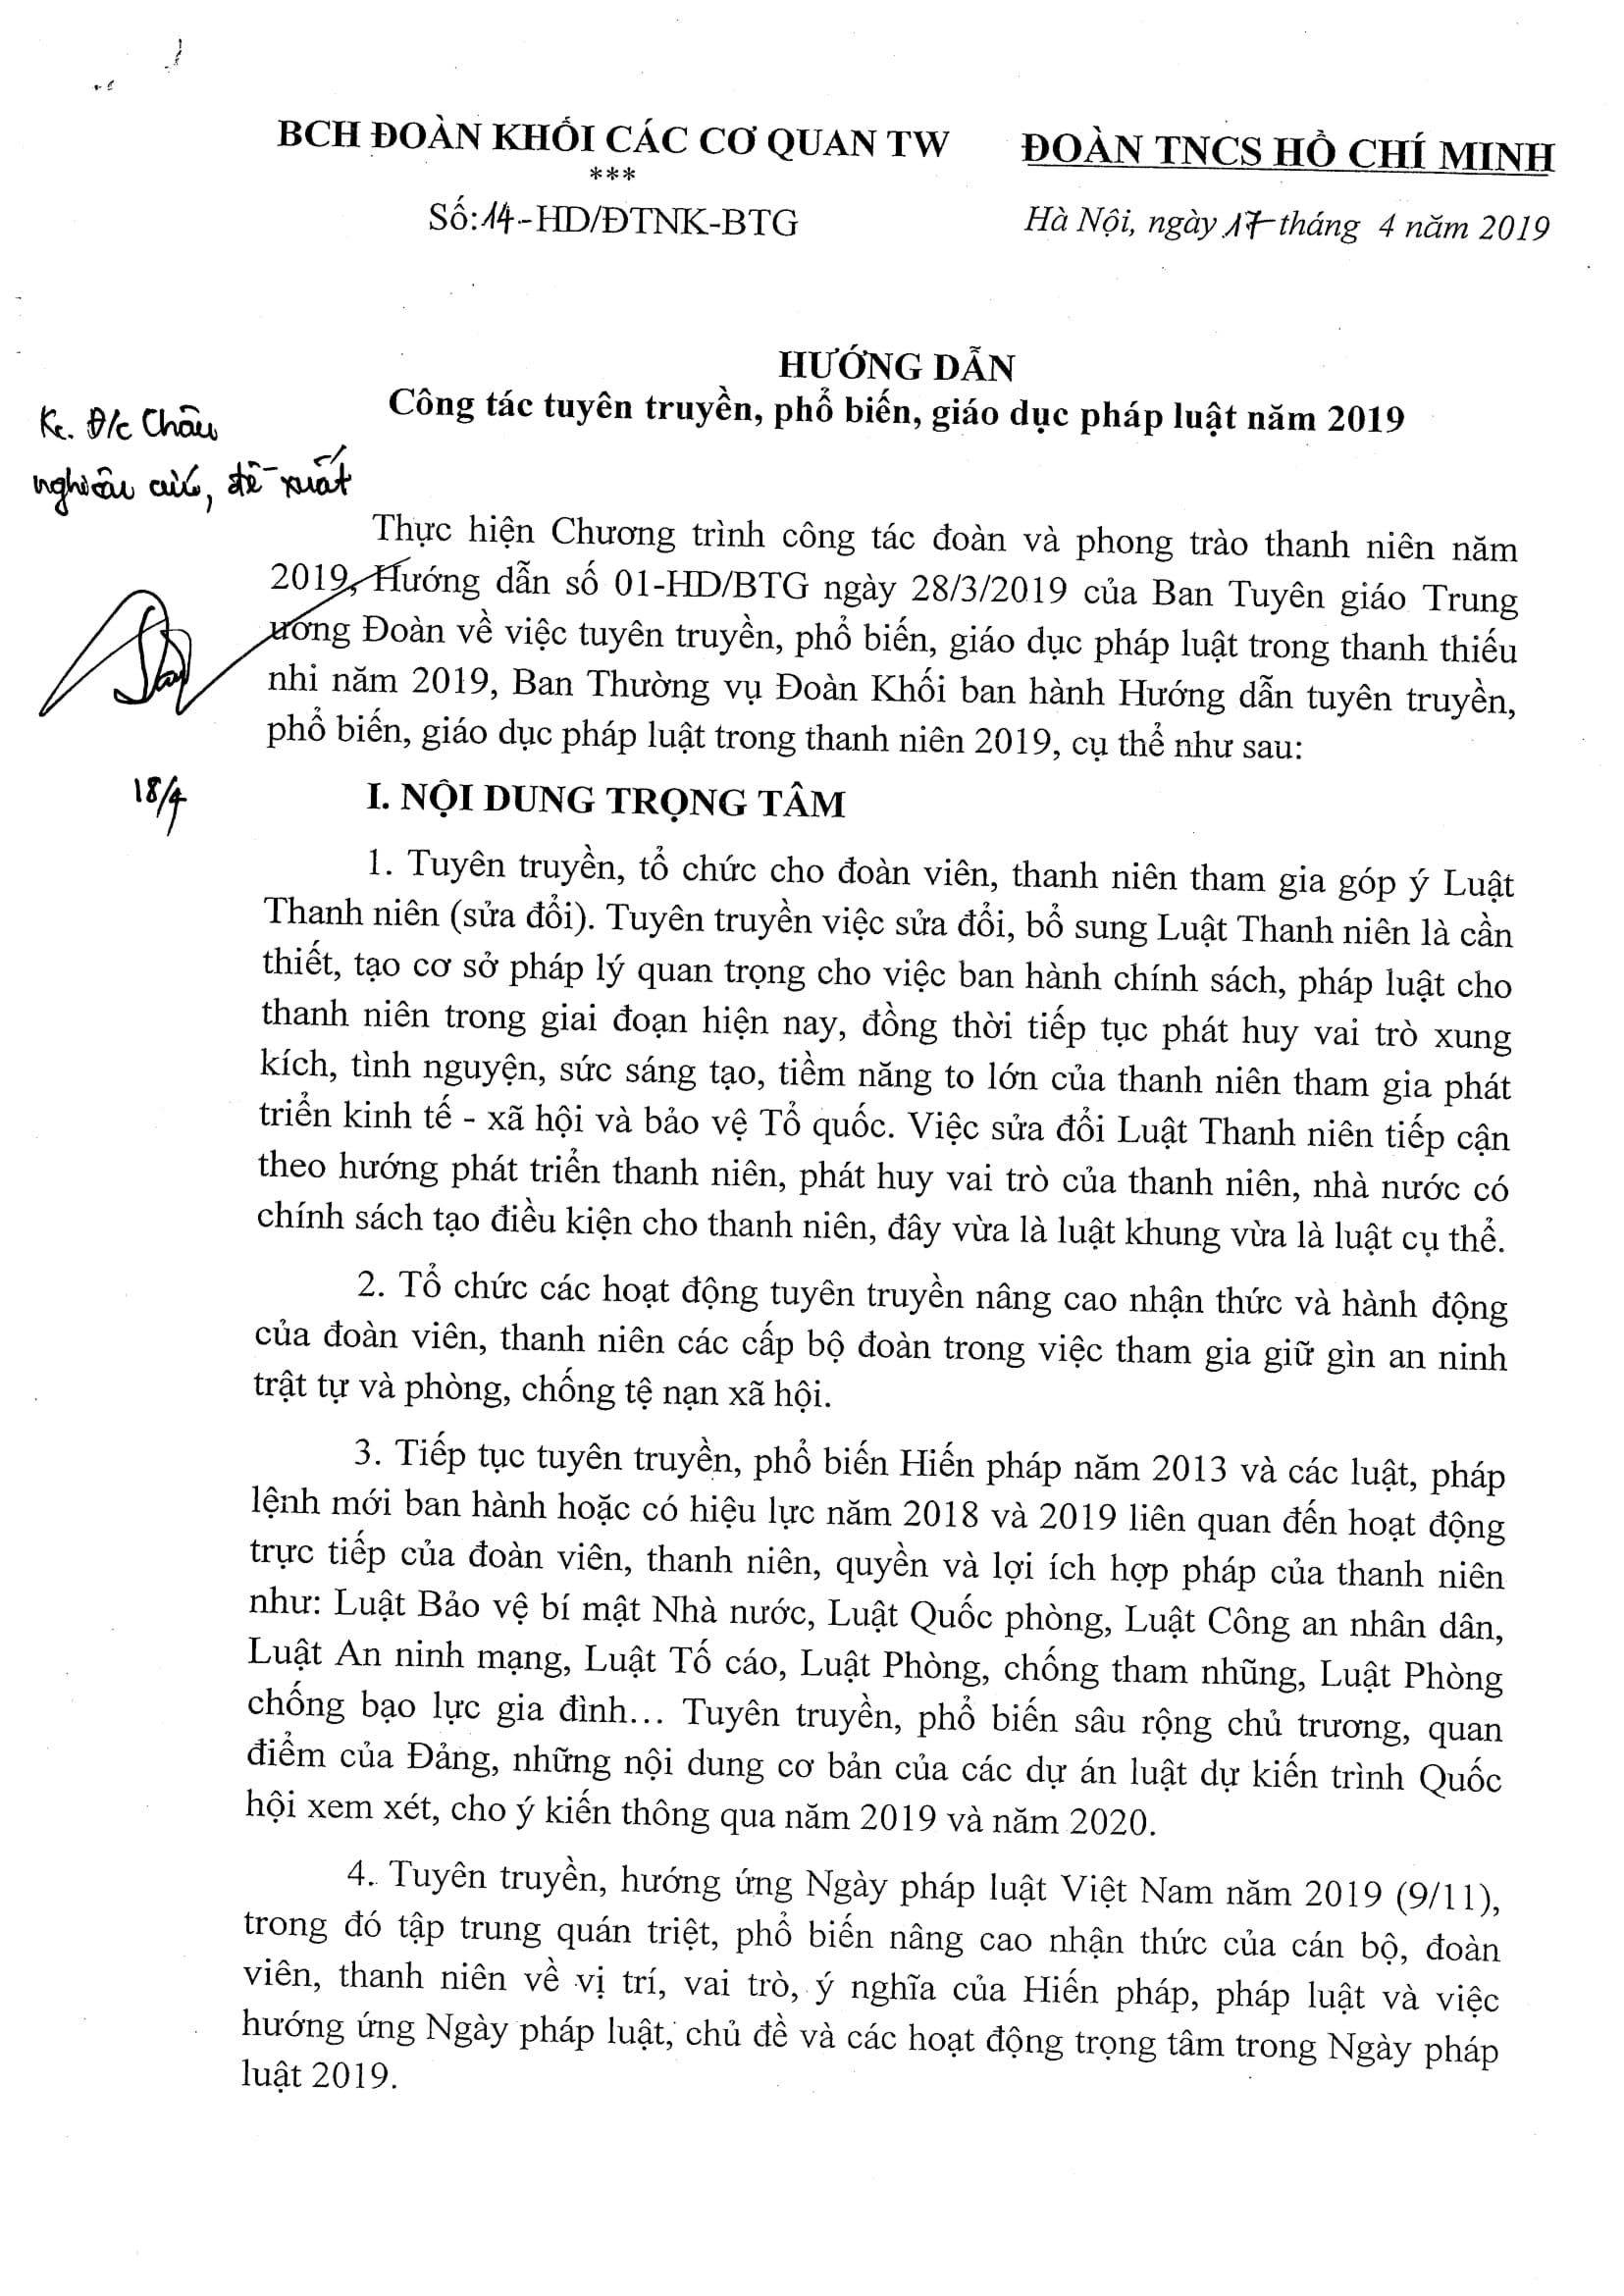 BCH ĐOÀN KHỐI CÁC CƠ QUAN TW
***
Số:14-HD/ĐTNK-BTG
ĐOÀN TNCS HỒ CHÍ MINH
Hà Nội, ngày 17 tháng 4 năm 2019
HƯỚNG DẪN
Công tác tuyên truyền, phổ biến, giáo dục pháp luật năm 2019
Đ/c Châu
nghiên cứu, đề xuất
18/4
Thực hiện Chương trình công tác đoàn và phong trào thanh niên năm
2019, Hướng dẫn số 01-HD/BTG ngày 28/3/2019 của Ban Tuyên giáo Trung
ương Đoàn về việc tuyên truyền, phổ biến, giáo dục pháp luật trong thanh thiếu
nhi năm 2019, Ban Thường vụ Đoàn Khối ban hành Hướng dẫn tuyên truyền,
phổ biến, giáo dục pháp luật trong thanh niên 2019, cụ thể như sau:
I. NỘI DUNG TRỌNG TÂM
1. Tuyên truyền, tổ chức cho đoàn viên, thanh niên tham gia góp ý Luật
Thanh niên (sửa đổi). Tuyên truyền việc sửa đổi, bổ sung Luật Thanh niên là cần
thiết, tạo cơ sở pháp lý quan trọng cho việc ban hành chính sách, pháp luật cho
thanh niên trong giai đoạn hiện nay, đồng thời tiếp tục phát huy vai trò xung
kích, tình nguyện, sức sáng tạo, tiềm năng to lớn của thanh niên tham gia phát
triển kinh tế - xã hội và bảo vệ Tổ quốc. Việc sửa đổi Luật Thanh niên tiếp cận
theo hướng phát triển thanh niên, phát huy vai trò của thanh niên, nhà nước có
chính sách tạo điều kiện cho thanh niên, đây vừa là luật khung vừa là luật cụ thể.
2. Tổ chức các hoạt động tuyên truyền nâng cao nhận thức và hành động
của đoàn viên, thanh niên các cấp bộ đoàn trong việc tham gia giữ gìn an ninh
trật tự và phòng, chống tệ nạn xã hội.
3. Tiếp tục tuyên truyền, phổ biến Hiến pháp năm 2013 và các luật, pháp
lệnh mới ban hành hoặc có hiệu lực năm 2018 và 2019 liên quan đến hoạt động
trực tiếp của đoàn viên, thanh niên, quyền và lợi ích hợp pháp của thanh niên
như: Luật Bảo vệ bí mật Nhà nước, Luật Quốc phòng, Luật Công an nhân dân,
Luật An ninh mạng, Luật Tố cáo, Luật Phòng, chống tham nhũng, Luật Phòng
chống bạo lực gia đình… Tuyên truyền, phổ biến sâu rộng chủ trương, quan
điểm của Đảng, những nội dung cơ bản của các dự án luật dự kiến trình Quốc
hội xem xét, cho ý kiến thông qua năm 2019 và năm 2020.
4. Tuyên truyền, hướng ứng Ngày pháp luật Việt Nam năm 2019 (9/11),
trong đó tập trung quán triệt, phổ biến nâng cao nhận thức của cán bộ, đoàn
viên, thanh niên về vị trí, vai trò, ý nghĩa của Hiến pháp, pháp luật và việc
hướng ứng Ngày pháp luật, chủ đề và các hoạt động trọng tâm trong Ngày pháp
luật 2019.